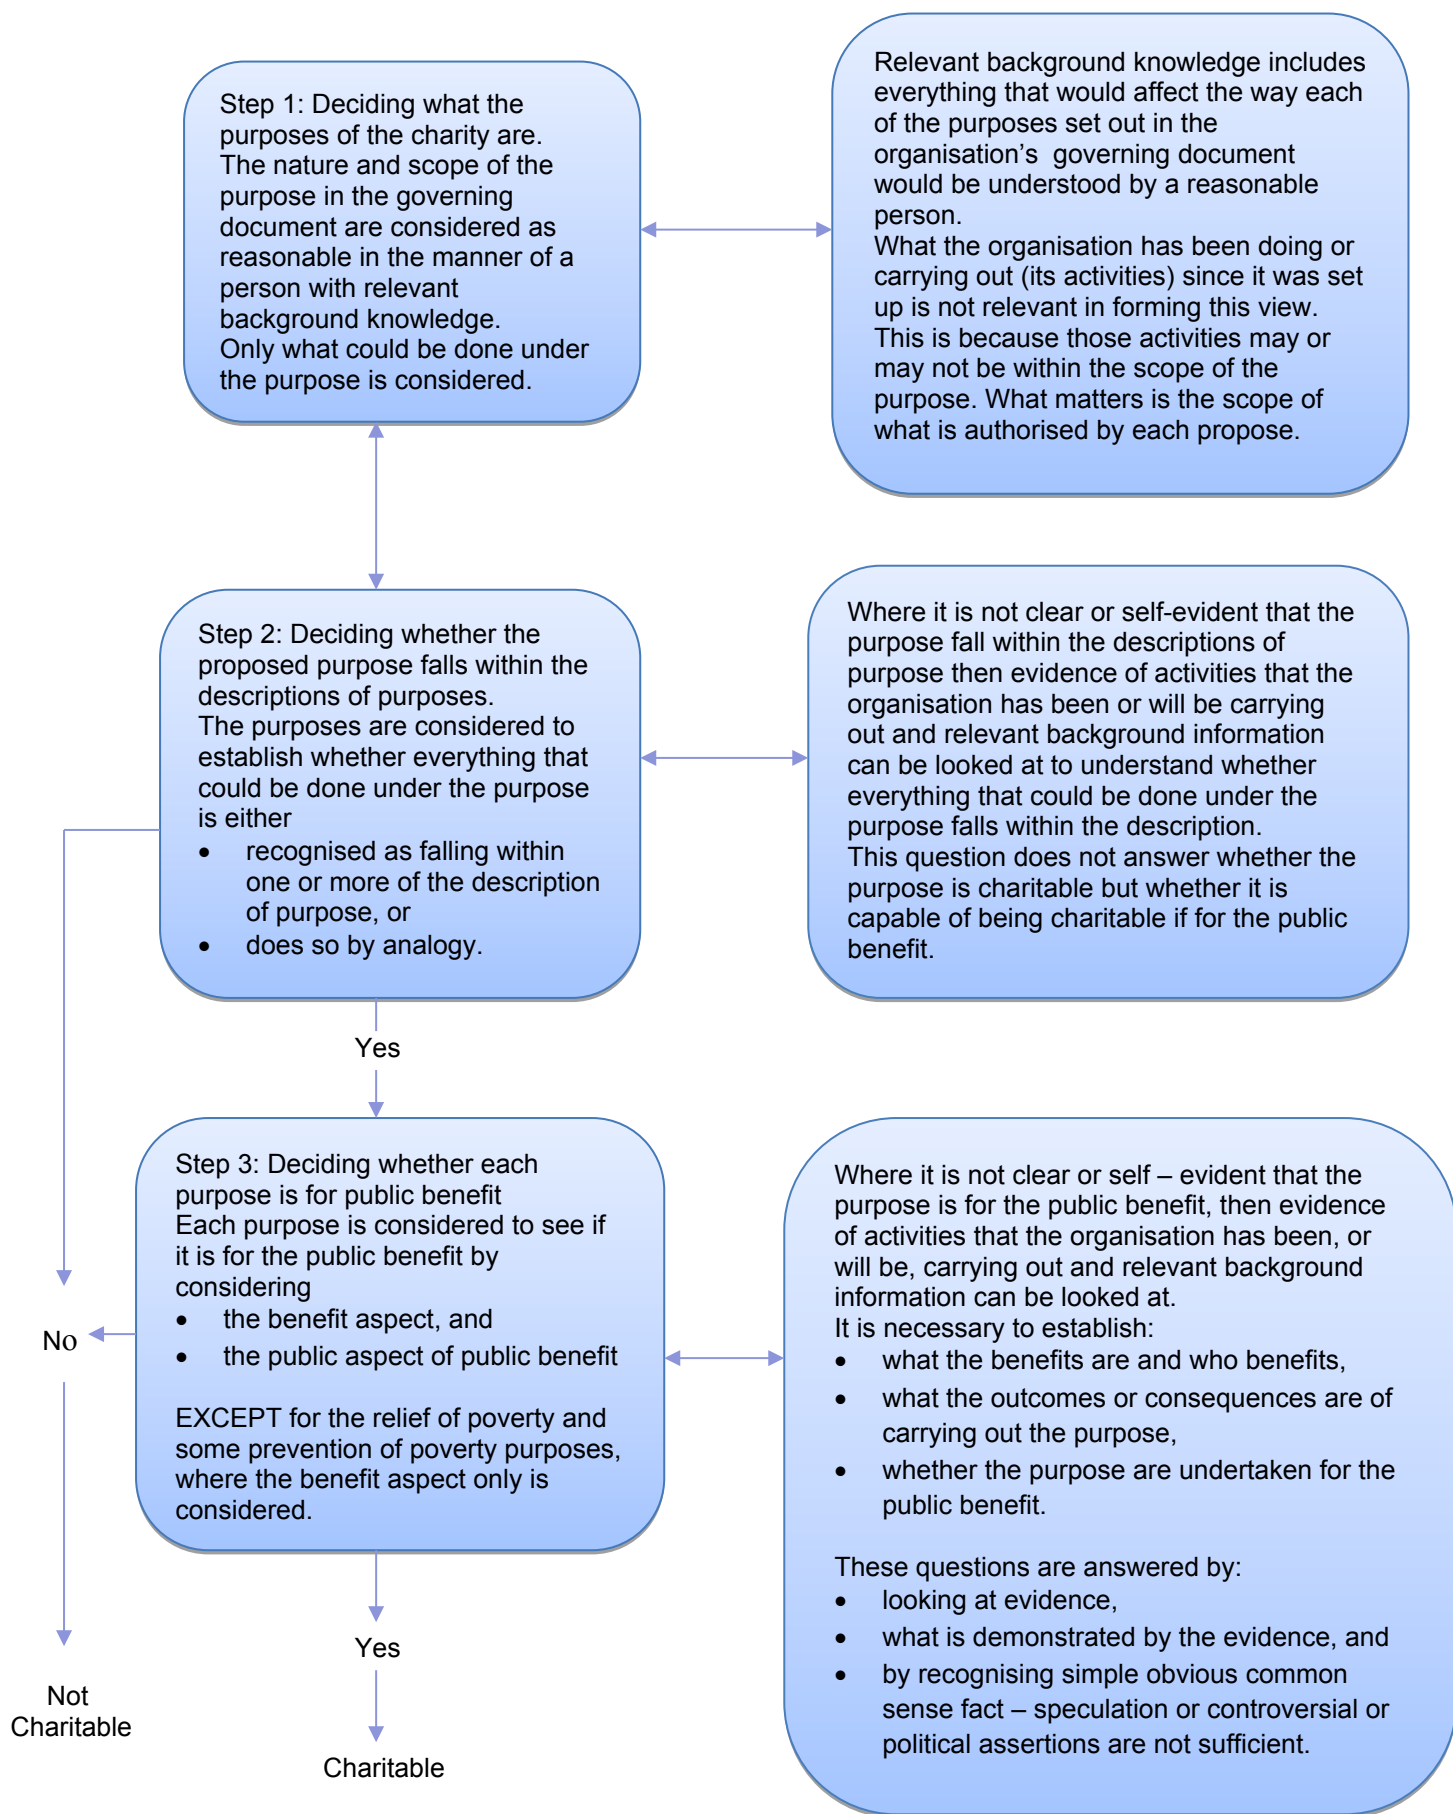 Step 1: Deciding what the
purposes of the charity are.
The nature and scope of the
purpose in the governing
document are considered as
reasonable in the manner of a
person with relevant
background knowledge.
Only what could be done under
the purpose is considered.
Relevant background knowledge includes
everything that would affect the way each
of the purposes set out in the
organisation’s governing document
would be understood by a reasonable
person.
What the organisation has been doing or
carrying out (its activities) since it was set
up is not relevant in forming this view.
This is because those activities may or
may not be within the scope of the
purpose. What matters is the scope of
what is authorised by each propose.
Step 2: Deciding whether the
proposed purpose falls within the
descriptions of purposes.
The purposes are considered to
establish whether everything that
could be done under the purpose
is either
• recognised as falling within
one or more of the description
of purpose, or
• does so by analogy.
Where it is not clear or self-evident that the
purpose fall within the descriptions of
purpose then evidence of activities that the
organisation has been or will be carrying
out and relevant background information
can be looked at to understand whether
everything that could be done under the
purpose falls within the description.
This question does not answer whether the
purpose is charitable but whether it is
capable of being charitable if for the public
benefit.
Yes
Step 3: Deciding whether each
purpose is for public benefit
Each purpose is considered to see if
it is for the public benefit by
considering
• the benefit aspect, and
• the public aspect of public benefit
EXCEPT for the relief of poverty and
some prevention of poverty purposes,
where the benefit aspect only is
considered.
Where it is not clear or self – evident that the
purpose is for the public benefit, then evidence
of activities that the organisation has been, or
will be, carrying out and relevant background
information can be looked at.
It is necessary to establish:
• what the benefits are and who benefits,
• what the outcomes or consequences are of
carrying out the purpose,
• whether the purpose are undertaken for the
public benefit.
These questions are answered by:
• looking at evidence,
• what is demonstrated by the evidence, and
• by recognising simple obvious common
sense fact – speculation or controversial or
political assertions are not sufficient.
No
Yes
Not
Charitable
Charitable